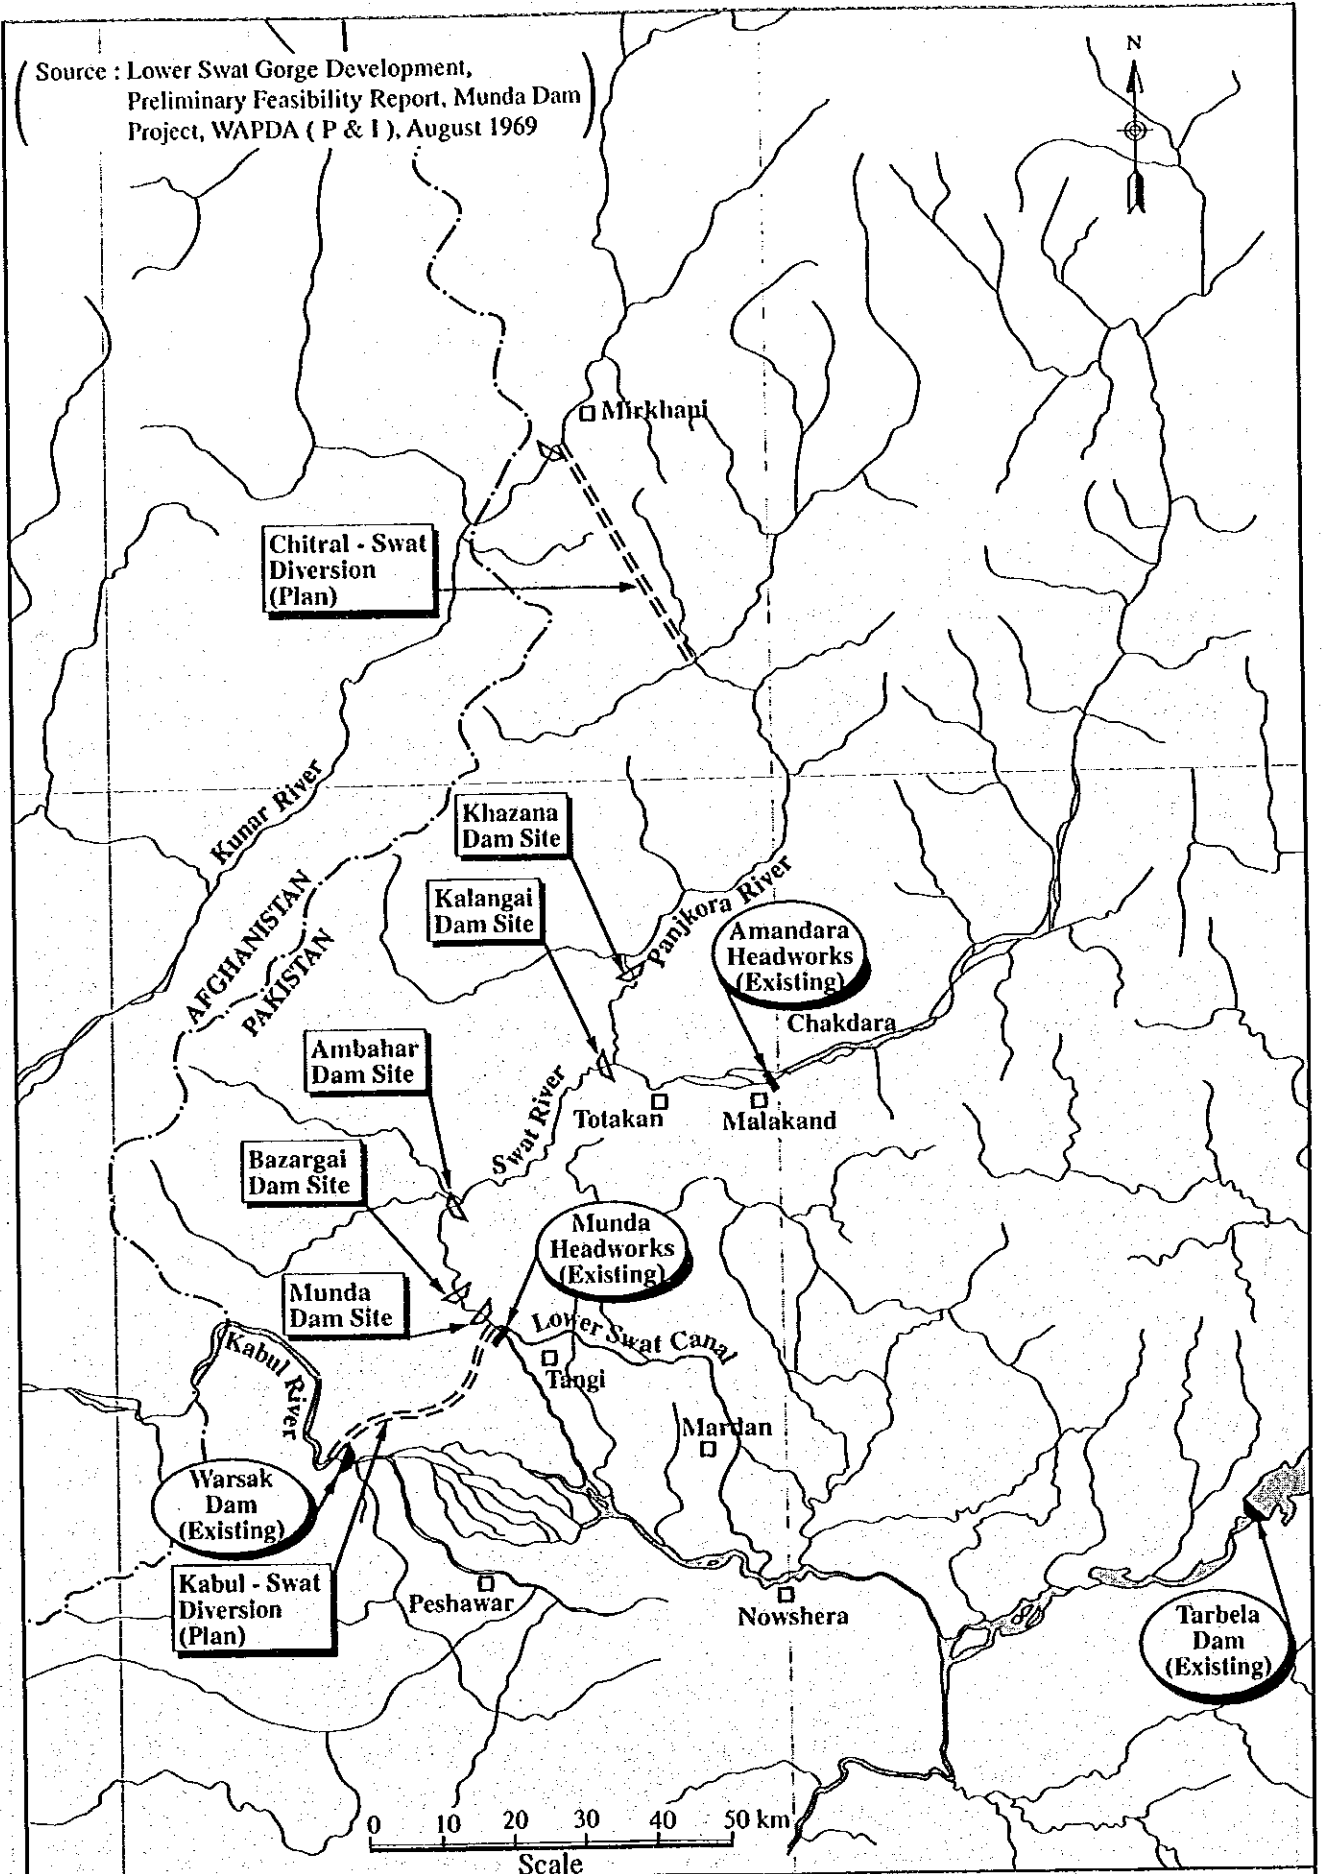 Source : Lower Swat Gorge Development,
Preliminary Feasibility Report, Munda Dam
Project, WAPDA ( P & I ), August 1969
N
Mirkhani
Chitral - Swat
Diversion
(Plan)
Kunar River
AFGHANISTAN
PAKISTAN
Khazana
Dam Site
Kalangai
Dam Site
Panjkora River
Amandara
Headworks
(Existing)
Chakdara
Ambahar
Dam Site
Swat River
Totakan
Malakand
Bazargai
Dam Site
Munda
Headworks
(Existing)
Munda
Dam Site
Lower Swat Canal
Kabul River
Tangi
Mardan
Warsak
Dam
(Existing)
Kabul - Swat
Diversion
(Plan)
Peshawar
Nowshera
Tarbela
Dam
(Existing)
0 10 20 30 40 50 km
Scale